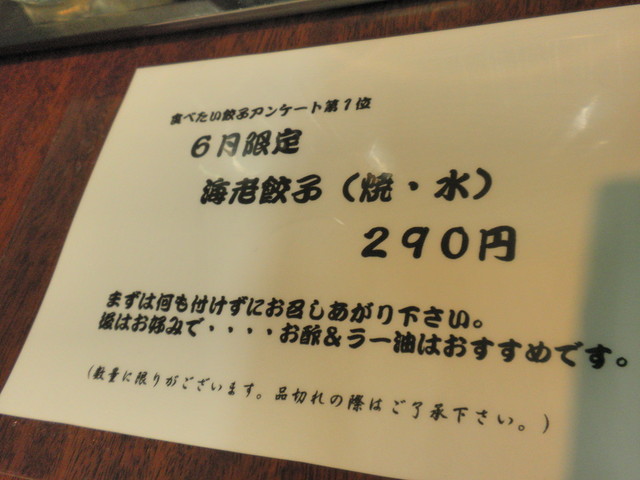 食べたい餃子アンケート第1位
6月限定
海老餃子(焼・水)
290円
まずは何も付けずにお召しあがり下さい。
後はお好みで・・・・お酢&ラー油はおすすめです。
(数量に限りがございます。品切れの際はご了承下さい。)